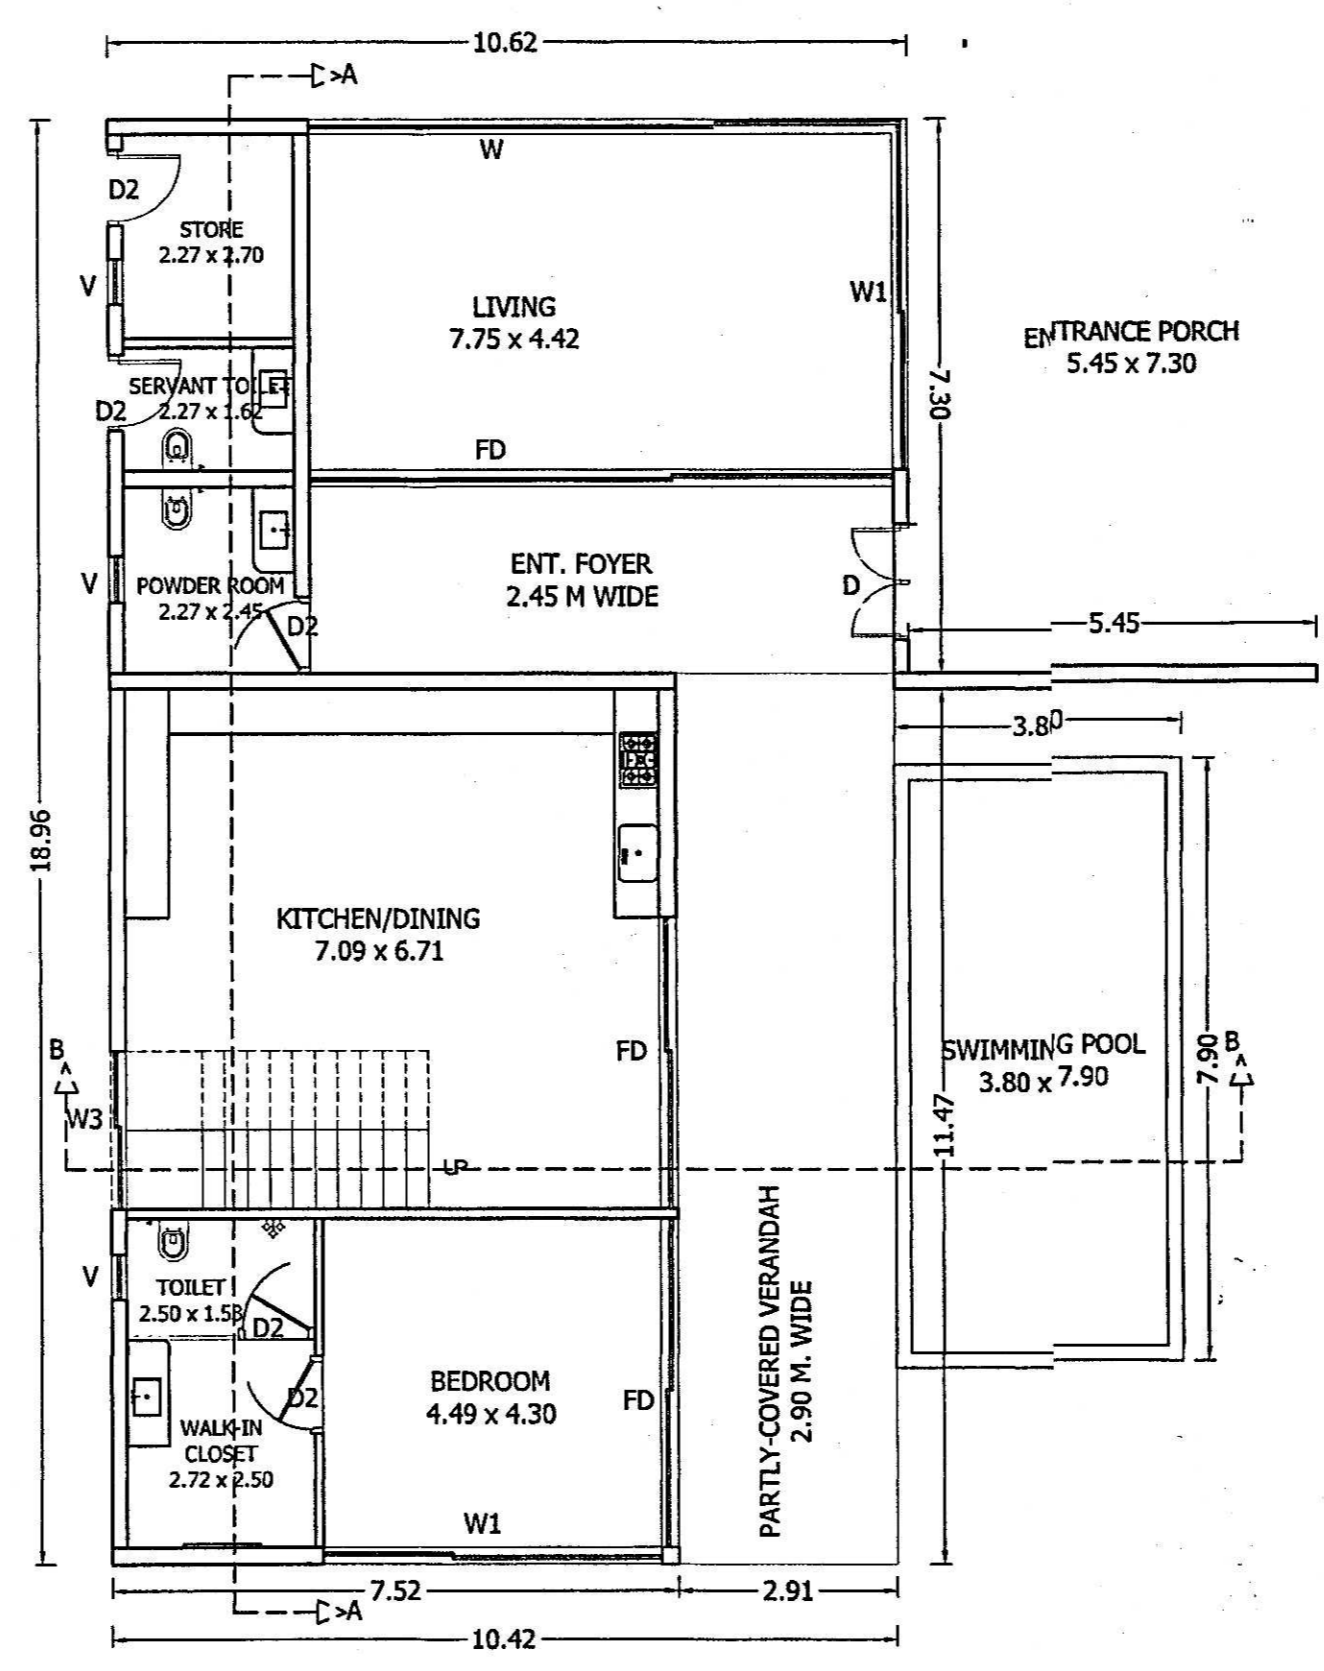 10.62
>A
W
D2
STORE
2.27 x 2.70
V
LIVING
7.75 x 4.42
W1
ENTRANCE PORCH
5.45 x 7.30
7.30
SERVANT TOILET
2.27 x 1.62
D2
FD
V
POWDER ROOM
2.27 x 2.45
D2
ENT. FOYER
2.45 M WIDE
D
5.45
3.80
18.96
KITCHEN/DINING
7.09 x 6.71
FD
B
W3
UP
SWIMMING POOL
3.80 x 7.90
7.90
B
11.47
V
TOILET
2.50 x 1.58
D2
D2
WALK-IN
CLOSET
2.72 x 2.50
BEDROOM
4.49 x 4.30
FD
W1
PARTLY-COVERED VERANDAH
2.90 M. WIDE
7.52
2.91
>A
10.42